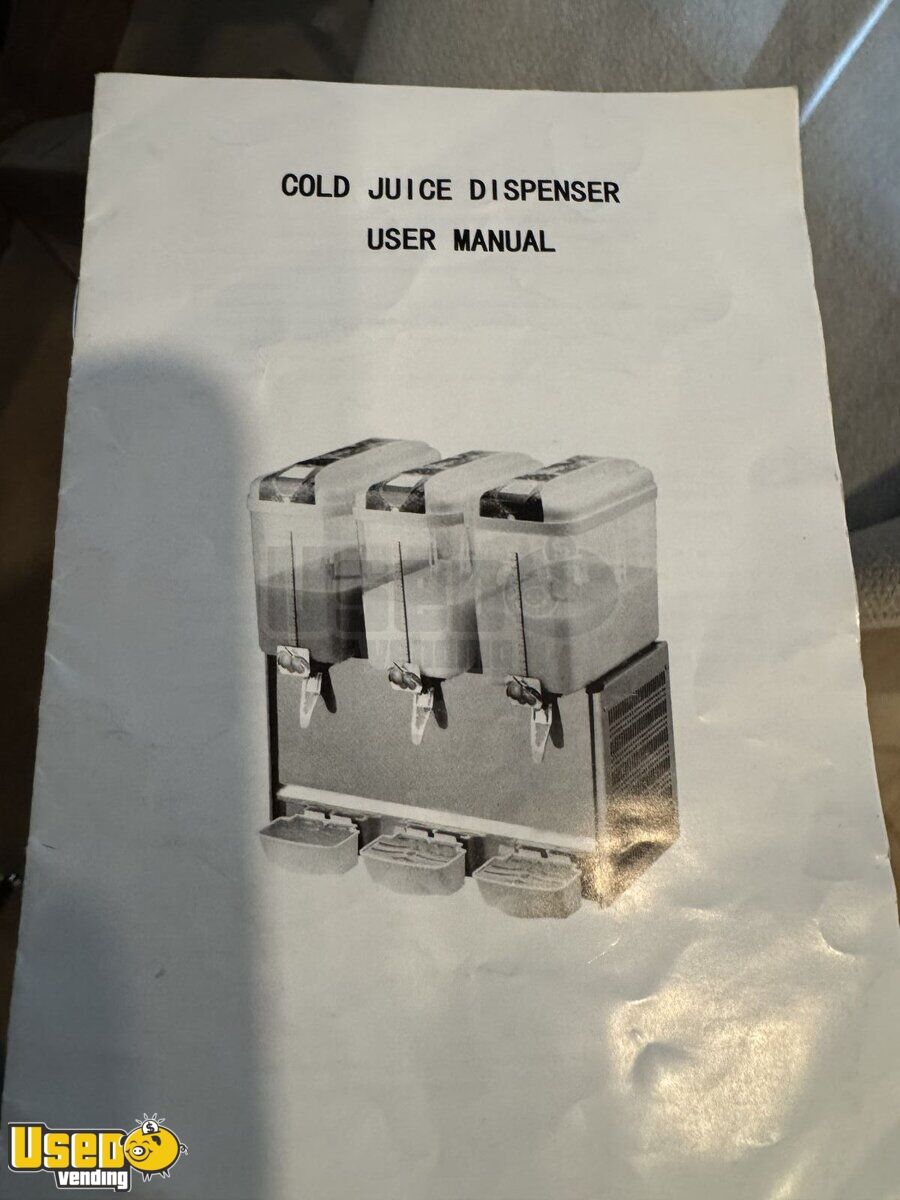 COLD JUICE DISPENSER
USER MANUAL
USED
vending